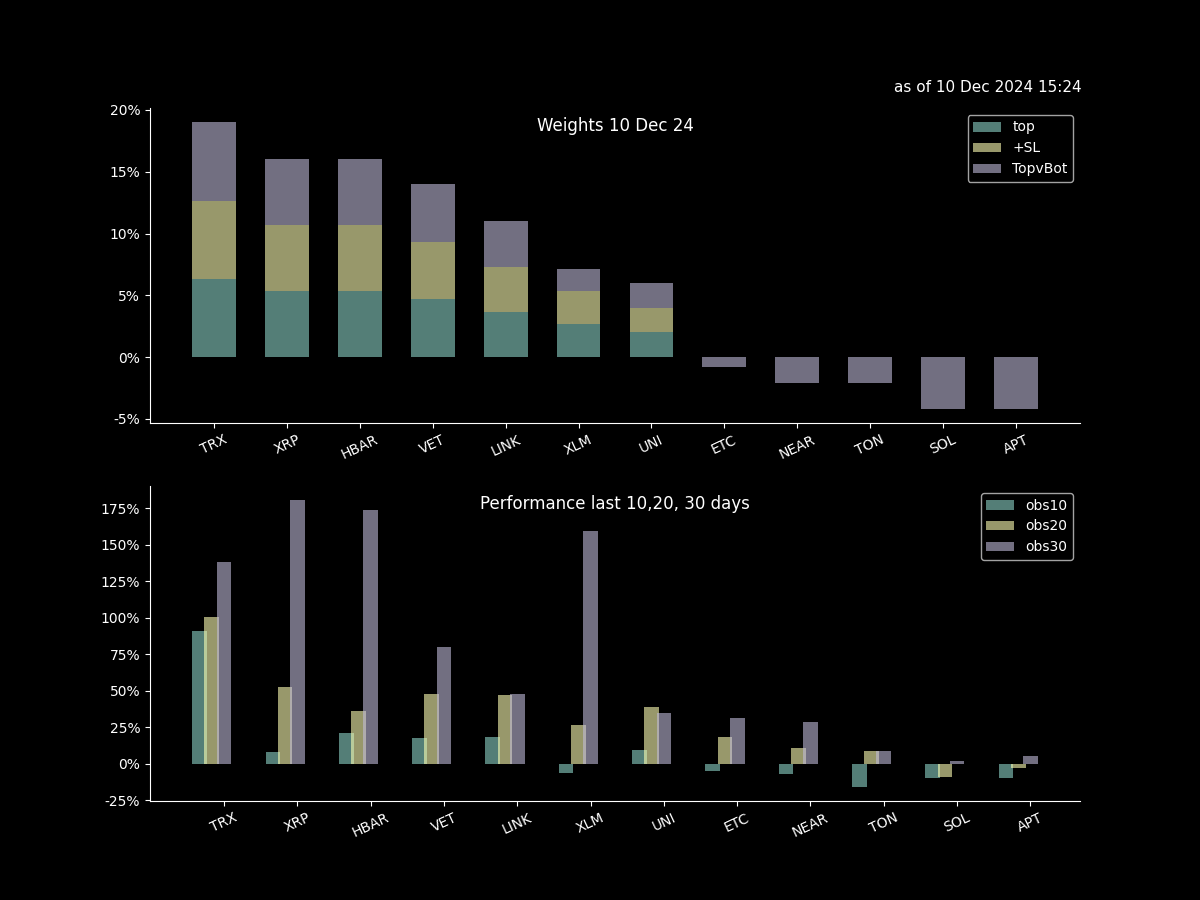 as of 10 Dec 2024 15:24
Weights 10 Dec 24
top
+SL
TopvBot
20%
15%
10%
5%
0%
-5%
TRX XRP HBAR VET LINK XLM UNI ETC NEAR TON SOL APT
Performance last 10,20, 30 days
obs10
obs20
obs30
175%
150%
125%
100%
75%
50%
25%
0%
-25%
TRX XRP HBAR VET LINK XLM UNI ETC NEAR TON SOL APT